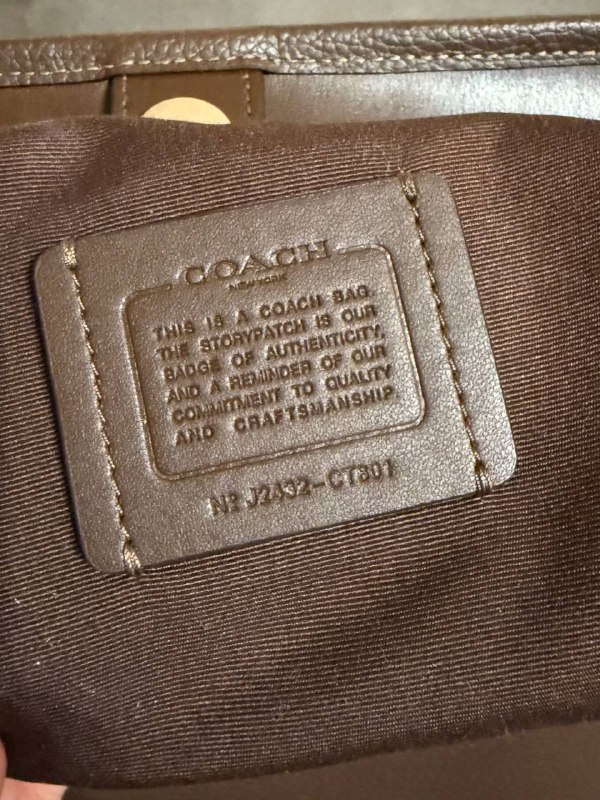 COACH
NEW YORK
THIS IS A COACH BAG
THE STORYPATCH IS OUR
BADGE OF AUTHENTICITY,
AND A REMINDER OF OUR
COMMITMENT TO QUALITY
AND CRAFTSMANSHIP.
Nº J2432-CT801